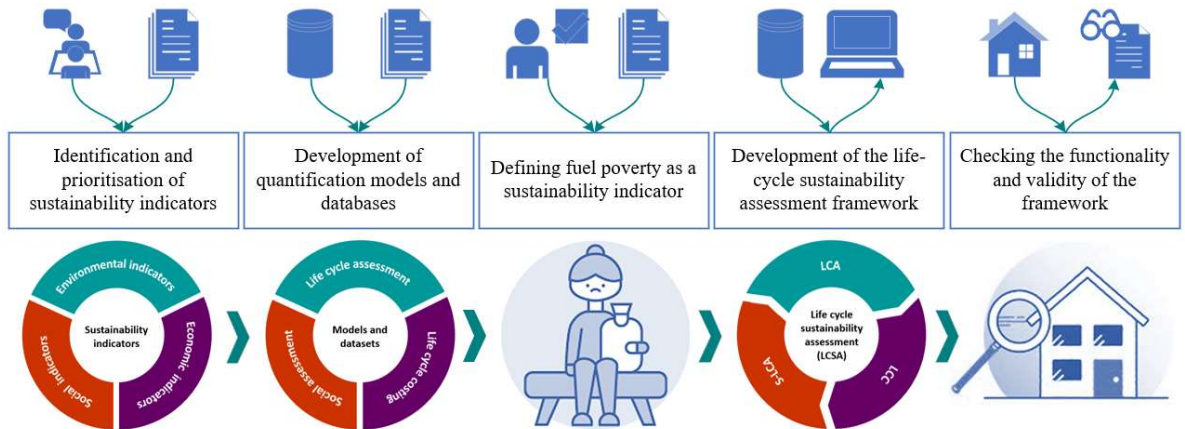 Identification and
prioritisation of
sustainability indicators
Development of
quantification models and
databases
Defining fuel poverty as a
sustainability indicator
Development of the life-
cycle sustainability
assessment framework
Checking the functionality
and validity of the
framework
Environmental indicators
Social indicators
Economic indicators
Sustainability
indicators
Life cycle assessment
Social assessment
Life cycle costing
Models and
datasets
LCA
S-LCA
LCC
Life cycle
sustainability
assessment
(LCSA)